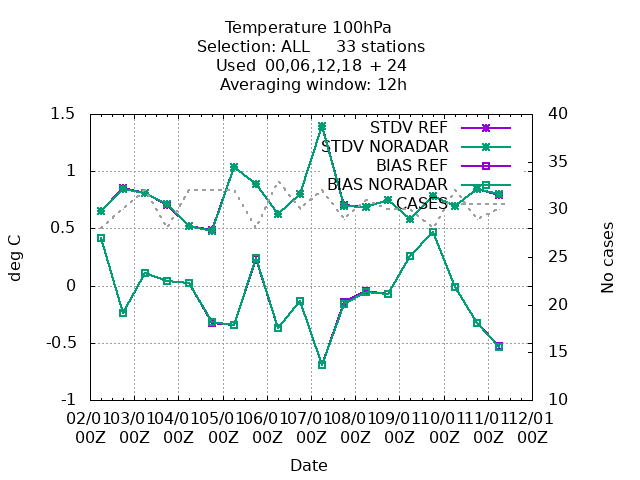 Temperature 100hPa
Selection: ALL 33 stations
Used 00,06,12,18 + 24
Averaging window: 12h
1.5
1
0.5
0
-0.5
-1
40
35
30
25
20
15
10
deg C
No cases
STDV REF
STDV NORADAR
BIAS REF
BIAS NORADAR
CASES
02/01 03/01 04/01 05/01 06/01 07/01 08/01 09/01 10/01 11/01 12/01
00Z 00Z 00Z 00Z 00Z 00Z 00Z 00Z 00Z 00Z 00Z
Date